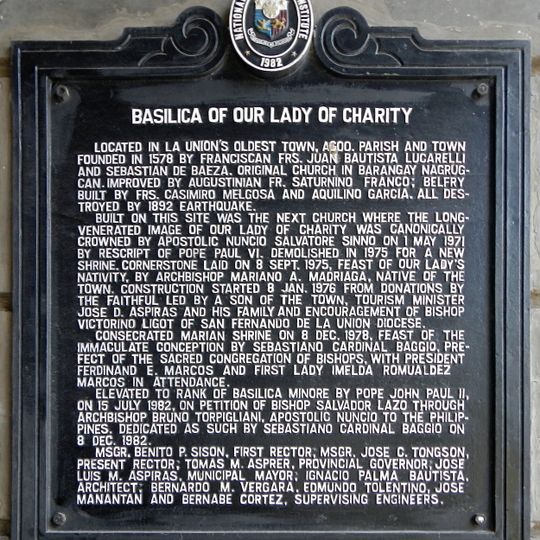 NATIONAL
INSTITUTE
1982
BASILICA OF OUR LADY OF CHARITY
LOCATED IN LA UNION'S OLDEST TOWN, AGOO. PARISH AND TOWN
FOUNDED IN 1578 BY FRANCISCAN FRS. JUAN BAUTISTA LUCARELLI
AND SEBASTIAN DE BAEZA. ORIGINAL CHURCH IN BARANGAY NAGRUG-
CAN. IMPROVED BY AUGUSTINIAN FR. SATURNINO FRANCO; BELFRY
BUILT BY FRS. CASIMIRO MELGOSA AND AQUILINO GARCIA. ALL DES-
TROYED BY 1892 EARTHQUAKE.
BUILT ON THIS SITE WAS THE NEXT CHURCH WHERE THE LONG-
VENERATED IMAGE OF OUR LADY OF CHARITY WAS CANONICALLY
CROWNED BY APOSTOLIC NUNCIO SALVATORE SINNO ON 1 MAY 1971
BY RESCRIPT OF POPE PAUL VI. DEMOLISHED IN 1975 FOR A NEW
SHRINE. CORNERSTONE LAID ON 8 SEPT. 1975, FEAST OF OUR LADY'S
NATIVITY, BY ARCHBISHOP MARIANO A. MADRIAGA, NATIVE OF THE
TOWN. CONSTRUCTION STARTED 8 JAN. 1976 FROM DONATIONS BY
THE FAITHFUL LED BY A SON OF THE TOWN, TOURISM MINISTER
JOSE D. ASPIRAS AND HIS FAMILY AND ENCOURAGEMENT OF BISHOP
VICTORINO LIGOT OF SAN FERNANDO DE LA UNION DIOCESE.
CONSECRATED MARIAN SHRINE ON 8 DEC. 1978, FEAST OF THE
IMMACULATE CONCEPTION BY SEBASTIANO CARDINAL BAGGIO, PRE-
FECT OF THE SACRED CONGREGATION OF BISHOPS, WITH PRESIDENT
FERDINAND E. MARCOS AND FIRST LADY IMELDA ROMUALDEZ
MARCOS IN ATTENDANCE.
ELEVATED TO RANK OF BASILICA MINORE BY POPE JOHN PAUL II,
ON 15 JULY 1982, ON PETITION OF BISHOP SALVADOR LAZO THROUGH
ARCHBISHOP BRUNO TORPIGLIANI, APOSTOLIC NUNCIO TO THE PHILIP-
PINES. DEDICATED AS SUCH BY SEBASTIANO CARDINAL BAGGIO ON
8 DEC. 1982.
MSGR. BENITO P. SISON, FIRST RECTOR; MSGR. JOSE C. TONGSON,
PRESENT RECTOR; TOMAS M. ASPRER, PROVINCIAL GOVERNOR; JOSE
LUIS M. ASPIRAS, MUNICIPAL MAYOR; IGNACIO PALMA BAUTISTA,
ARCHITECT; BERNARDO M. VERGARA, EDMUNDO TOLENTINO, JOSE
MANANTAN AND BERNABE CORTEZ, SUPERVISING ENGINEERS.